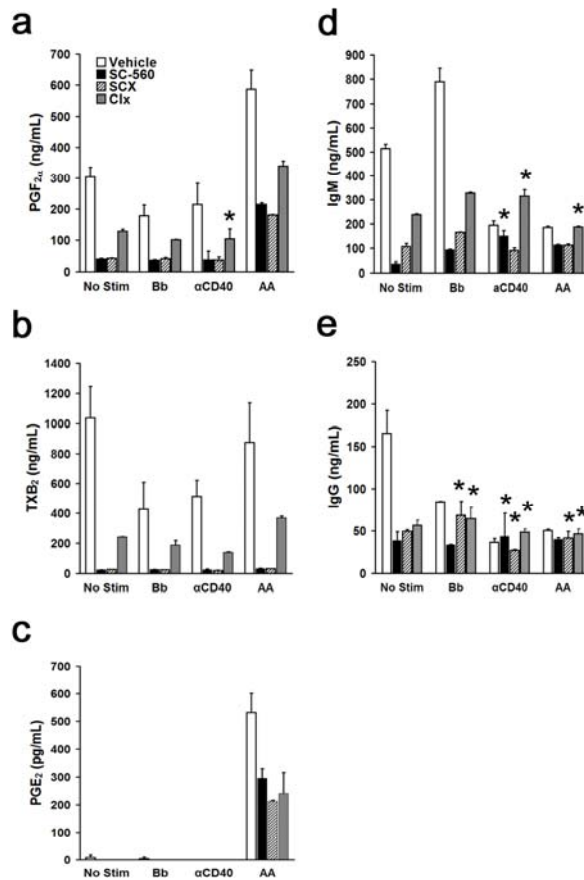 a
PGF2α (ng/mL)
700
600
500
400
300
200
100
0
Vehicle
SC-560
SCX
Clx
*
No Stim Bb αCD40 AA
b
TXB2 (ng/mL)
1400
1200
1000
800
600
400
200
0
No Stim Bb αCD40 AA
c
PGE2 (pg/mL)
700
600
500
400
300
200
100
0
No Stim Bb αCD40 AA
d
IgM (ng/mL)
900
800
700
600
500
400
300
200
100
0
* * *
No Stim Bb aCD40 AA
e
IgG (ng/mL)
250
200
150
100
50
0
* * * * * * *
No Stim Bb αCD40 AA